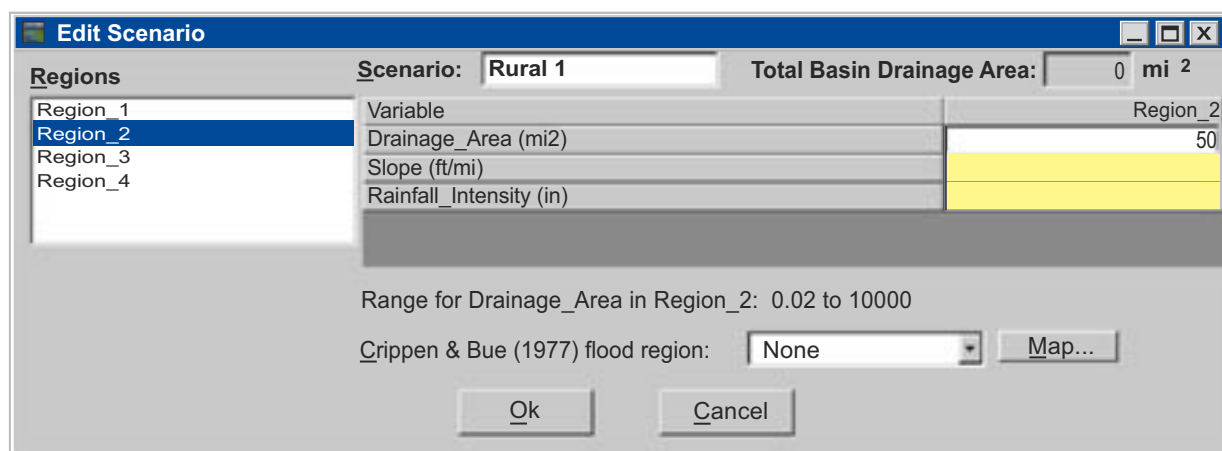 Edit Scenario
Regions
Scenario: Rural 1 Total Basin Drainage Area: 0 mi 2
Region_1
Region_2
Region_3
Region_4
Variable Region_2
Drainage_Area (mi2) 50
Slope (ft/mi)
Rainfall_Intensity (in)
Range for Drainage_Area in Region_2: 0.02 to 10000
Crippen & Bue (1977) flood region: None Map...
Ok Cancel